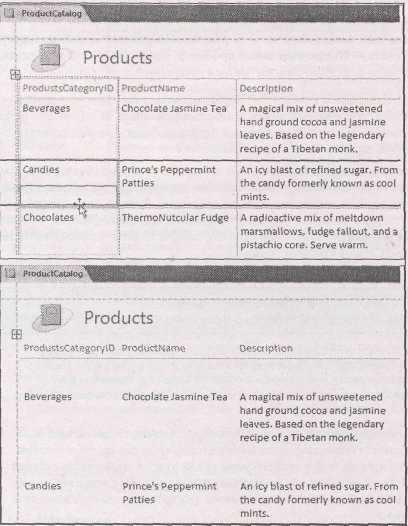 ProductCatalog
Products
ProdustsCategoryID ProductName Description
Beverages Chocolate Jasmine Tea A magical mix of unsweetened
hand ground cocoa and jasmine
leaves. Based on the legendary
recipe of a Tibetan monk.
Candies Prince's Peppermint An icy blast of refined sugar. From
Patties the candy formerly known as cool
mints.
Chocolates ThermoNutcular Fudge A radioactive mix of meltdown
marsmallows, fudge fallout, and a
pistachio core. Serve warm.
ProductCatalog
Products
ProdustsCategoryID ProductName Description
Beverages Chocolate Jasmine Tea A magical mix of unsweetened
hand ground cocoa and jasmine
leaves. Based on the legendary
recipe of a Tibetan monk.
Candies Prince's Peppermint An icy blast of refined sugar. From
Patties the candy formerly known as cool
mints.